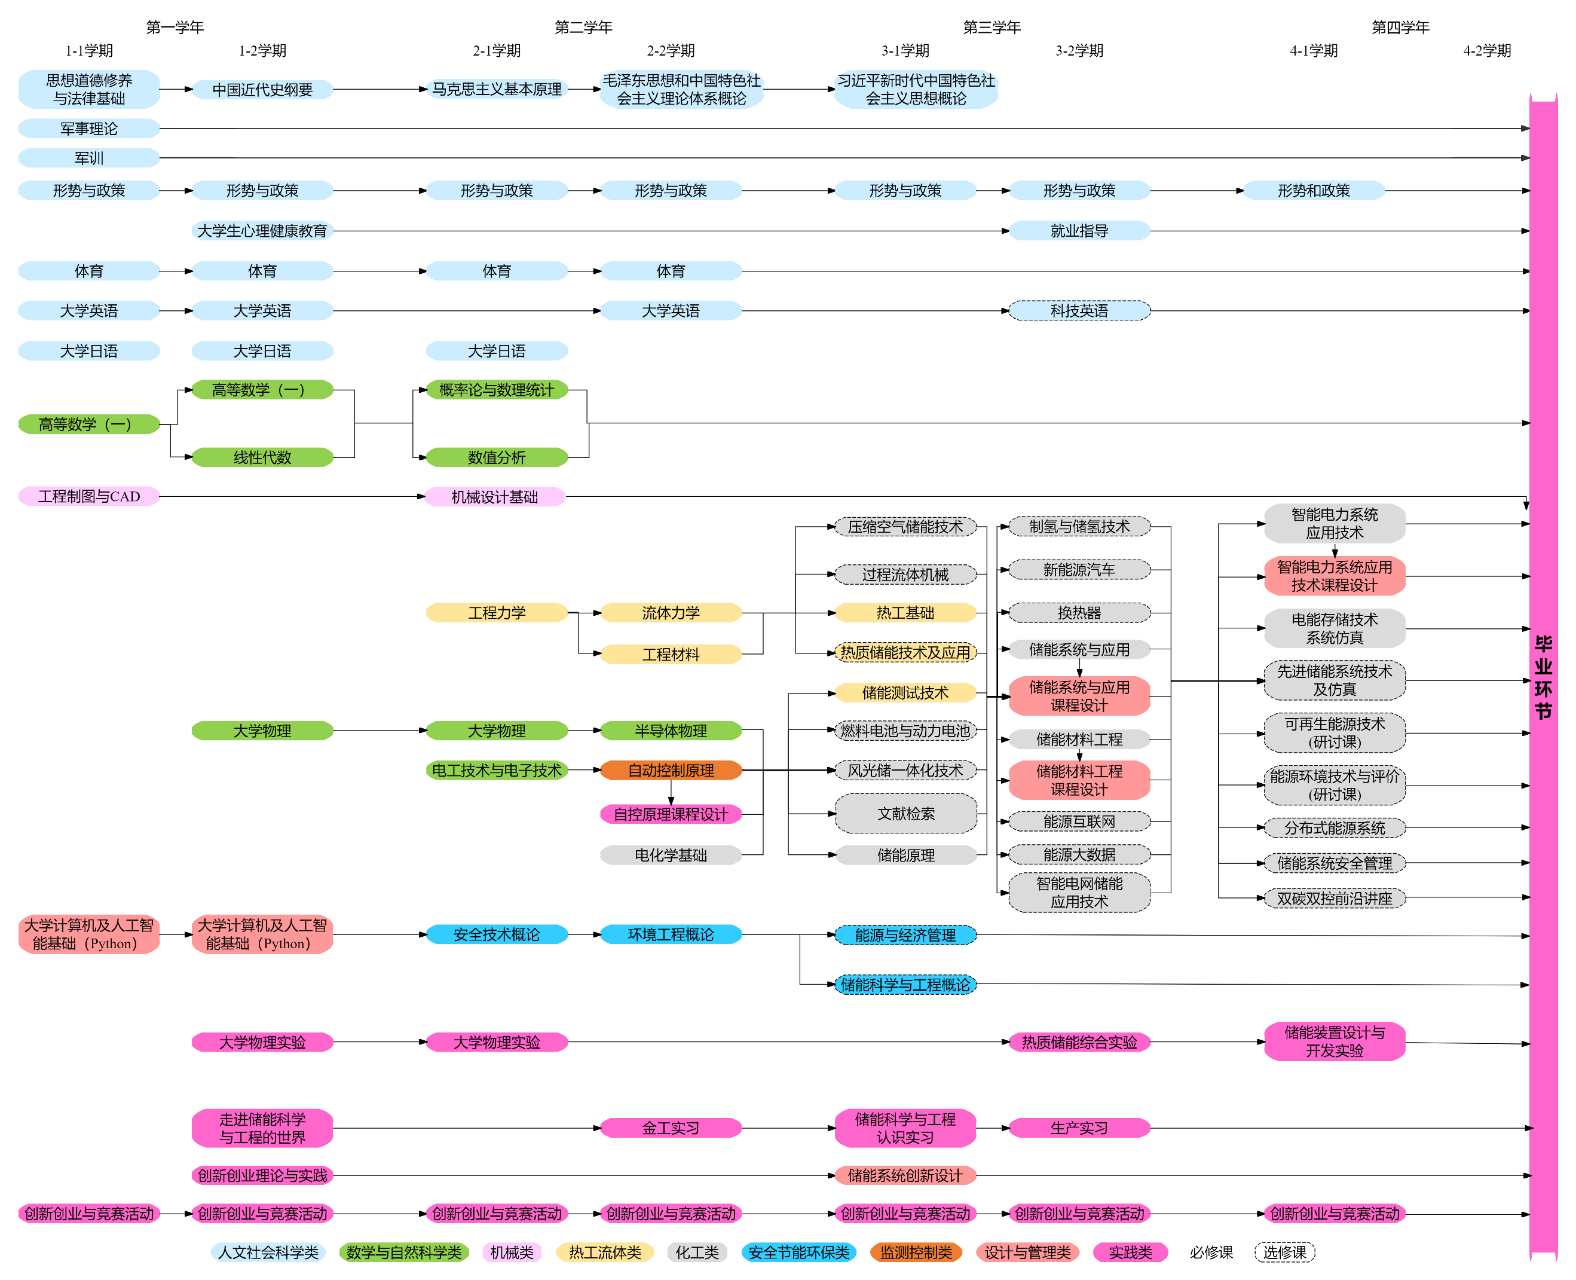 第一学年 第二学年 第三学年 第四学年
1-1学期 1-2学期 2-1学期 2-2学期 3-1学期 3-2学期 4-1学期 4-2学期
思想道德修养
与法律基础
中国近代史纲要
马克思主义基本原理
毛泽东思想和中国特色社
会主义理论体系概论
习近平新时代中国特色社
会主义思想概论
军事理论
军训
形势与政策 形势与政策 形势与政策 形势与政策 形势与政策 形势与政策 形势和政策
大学生心理健康教育 就业指导
体育 体育 体育 体育
大学英语 大学英语 大学英语 科技英语
大学日语 大学日语 大学日语
高等数学（一） 概率论与数理统计
高等数学（一）
线性代数 数值分析
工程制图与CAD 机械设计基础
工程力学
大学物理 大学物理
电工技术与电子技术
流体力学
工程材料
半导体物理
自动控制原理
自控原理课程设计
电化学基础
压缩空气储能技术
过程流体机械
热工基础
热质储能技术及应用
储能测试技术
燃料电池与动力电池
风光储一体化技术
文献检索
储能原理
制氢与储氢技术
新能源汽车
换热器
储能系统与应用
储能系统与应用
课程设计
储能材料工程
储能材料工程
课程设计
能源互联网
能源大数据
智能电网储能
应用技术
智能电力系统
应用技术
智能电力系统应用
技术课程设计
电能存储技术
系统仿真
先进储能系统技术
及仿真
可再生能源技术
(研讨课)
能源环境技术与评价
(研讨课)
分布式能源系统
储能系统安全管理
双碳双控前沿讲座
毕业环节
大学计算机及人工智
能基础（Python）
大学计算机及人工智
能基础（Python）
安全技术概论 环境工程概论 能源与经济管理
储能科学与工程概论
大学物理实验 大学物理实验 热质储能综合实验
储能装置设计与
开发实验
走进储能科学
与工程的世界
金工实习
储能科学与工程
认识实习
生产实习
创新创业理论与实践 储能系统创新设计
创新创业与竞赛活动 创新创业与竞赛活动 创新创业与竞赛活动 创新创业与竞赛活动 创新创业与竞赛活动 创新创业与竞赛活动 创新创业与竞赛活动
人文社会科学类 数学与自然科学类 机械类 热工流体类 化工类 安全节能环保类 监测控制类 设计与管理类 实践类 必修课 选修课